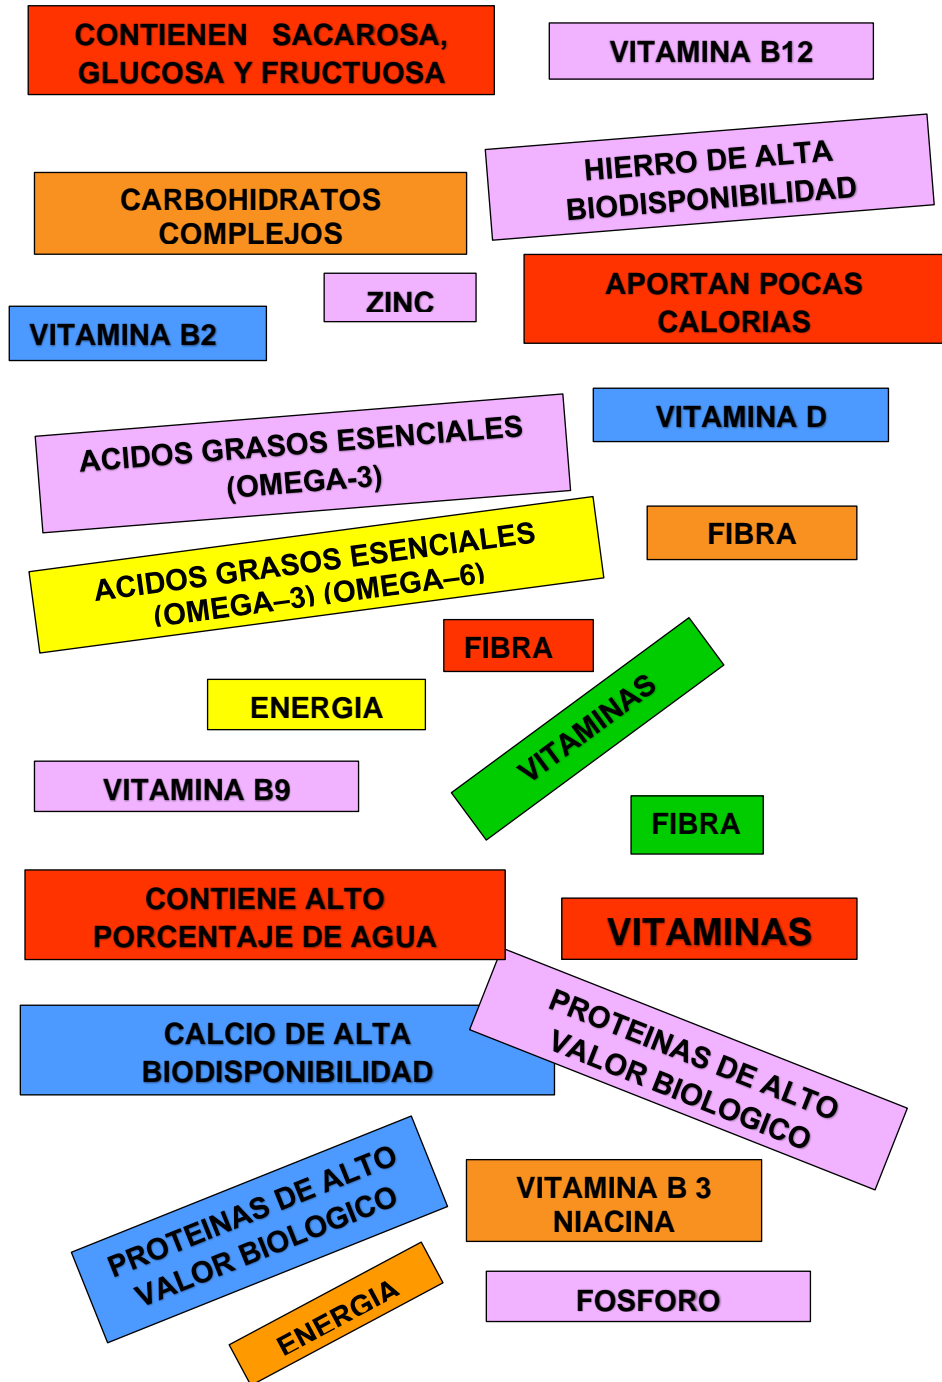 CONTIENEN SACAROSA,
GLUCOSA Y FRUCTUOSA
VITAMINA B12
HIERRO DE ALTA
BIODISPONIBILIDAD
CARBOHIDRATOS
COMPLEJOS
ZINC
APORTAN POCAS
CALORIAS
VITAMINA B2
VITAMINA D
ACIDOS GRASOS ESENCIALES
(OMEGA-3)
FIBRA
ACIDOS GRASOS ESENCIALES
(OMEGA–3) (OMEGA–6)
FIBRA
VITAMINAS
ENERGIA
VITAMINA B9
FIBRA
CONTIENE ALTO
PORCENTAJE DE AGUA
VITAMINAS
PROTEINAS DE ALTO
VALOR BIOLOGICO
CALCIO DE ALTA
BIODISPONIBILIDAD
PROTEINAS DE ALTO
VALOR BIOLOGICO
VITAMINA B 3
NIACINA
ENERGIA
FOSFORO